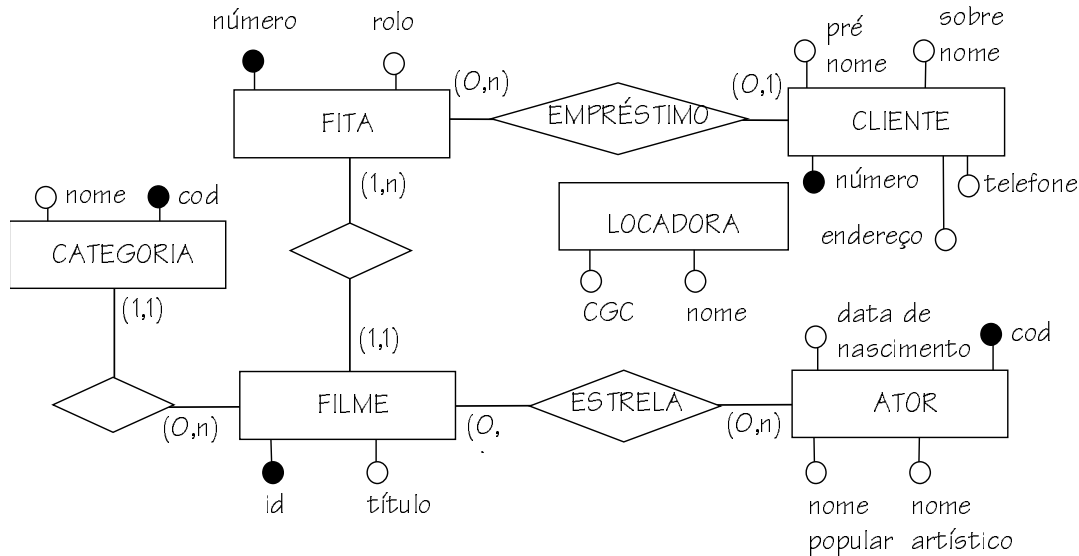 número
rolo
pré
nome
sobre
nome
(0,n)
(0,1)
FITA
EMPRÉSTIMO
CLIENTE
(1,n)
número
telefone
nome
cod
LOCADORA
endereço
CATEGORIA
CGC
nome
(1,1)
(1,1)
data de
nascimento
cod
FILME
ESTRELA
ATOR
(0,n)
(0,
(0,n)
id
título
nome
popular
nome
artístico